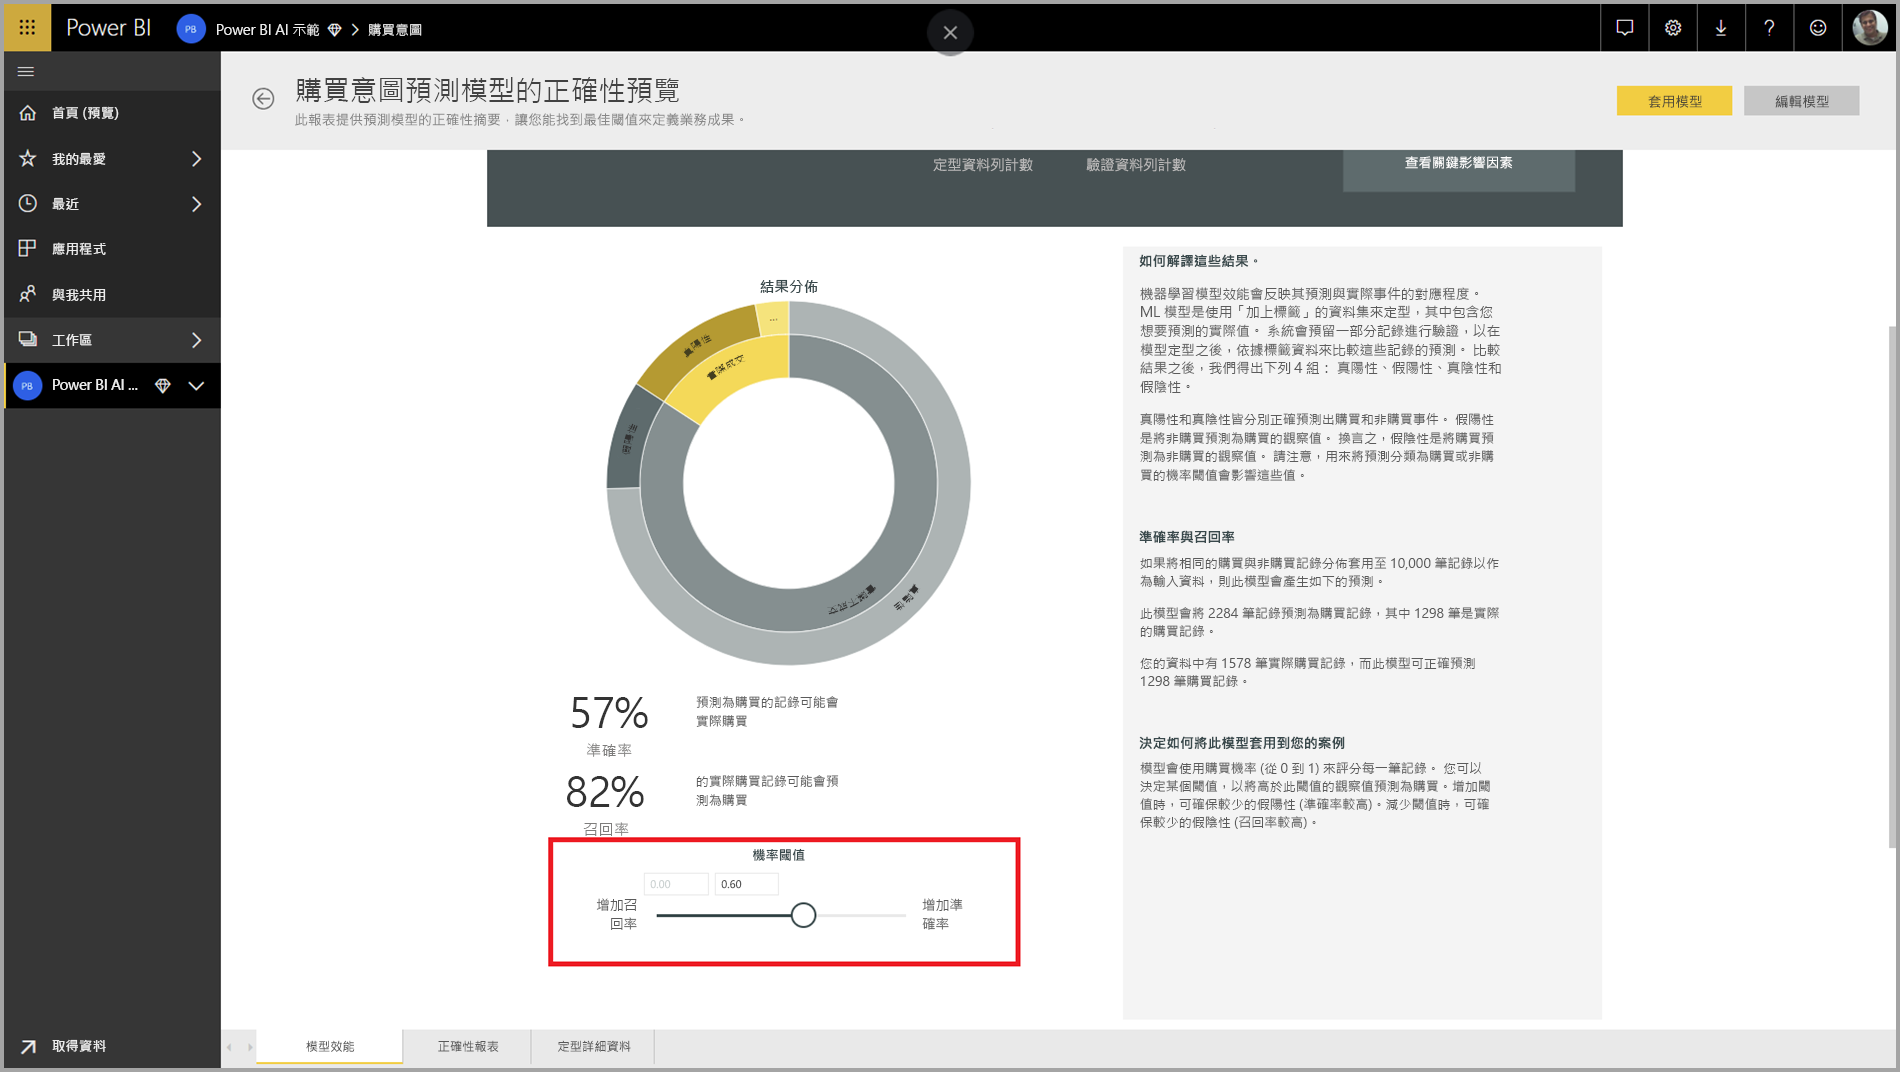 Power BI
PB
Power BI AI 示範
購買意圖
首頁 (預覽)
我的最愛
最近
應用程式
與我共用
工作區
PB
Power BI AI ...
取得資料
購買意圖預測模型的正確性預覽
此報表提供預測模型的正確性摘要，讓您能找到最佳閾值來定義業務成果。
套用模型
編輯模型
定型資料列計數
驗證資料列計數
查看關鍵影響因素
結果分佈
...
真陽性
實際成交
假陽性
實際不成交
真陰性
57%
準確率
預測為購買的記錄可能會
實際購買
82%
召回率
的實際購買記錄可能會預
測為購買
機率閾值
0.00
0.60
增加召
回率
增加準
確率
如何解譯這些結果。
機器學習模型效能會反映其預測與實際事件的對應程度。
ML 模型是使用「加上標籤」的資料集來定型，其中包含您
想要預測的實際值。 系統會預留一部分記錄進行驗證，以在
模型定型之後，依據標籤資料來比較這些記錄的預測。 比較
結果之後，我們得出下列 4 組： 真陽性、假陽性、真陰性和
假陰性。
真陽性和真陰性皆分別正確預測出購買和非購買事件。 假陽性
是將非購買預測為購買的觀察值。 換言之，假陰性是將購買預
測為非購買的觀察值。 請注意，用來將預測分類為購買或非購
買的機率閾值會影響這些值。
準確率與召回率
如果將相同的購買與非購買記錄分佈套用至 10,000 筆記錄以作
為輸入資料，則此模型會產生如下的預測。
此模型會將 2284 筆記錄預測為購買記錄，其中 1298 筆是實際
的購買記錄。
您的資料中有 1578 筆實際購買記錄，而此模型可正確預測
1298 筆購買記錄。
決定如何將此模型套用到您的案例
模型會使用購買機率 (從 0 到 1) 來評分每一筆記錄。 您可以
決定某個閾值，以將高於此閾值的觀察值預測為購買。增加閾
值時，可確保較少的假陽性 (準確率較高)。減少閾值時，可確
保較少的假陰性 (召回率較高)。
模型效能
正確性報表
定型詳細資料